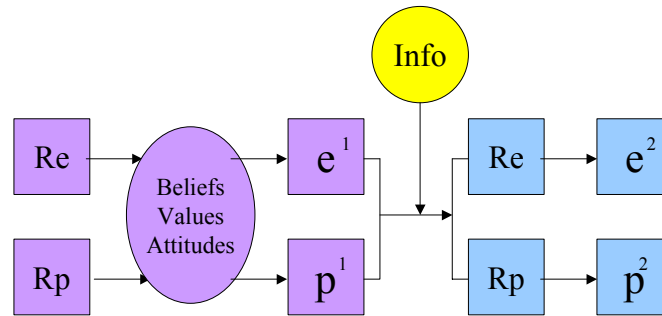 Info
Re
e¹
Re
e²
Beliefs
Values
Attitudes
Rp
p¹
Rp
p²